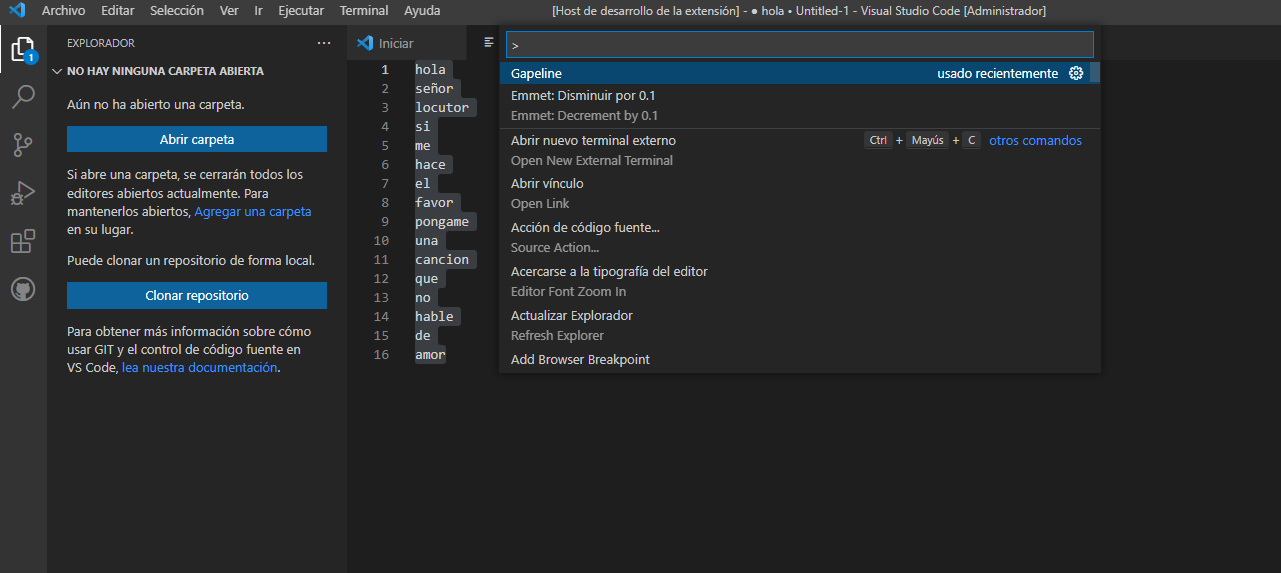 Archivo Editar Selección Ver Ir Ejecutar Terminal Ayuda [Host de desarrollo de la extensión] - ● hola • Untitled-1 - Visual Studio Code [Administrador]
EXPLORADOR ···
NO HAY NINGUNA CARPETA ABIERTA
Aún no ha abierto una carpeta.
Abrir carpeta
Si abre una carpeta, se cerrarán todos los
editores abiertos actualmente. Para
mantenerlos abiertos, Agregar una carpeta
en su lugar.
Puede clonar un repositorio de forma local.
Clonar repositorio
Para obtener más información sobre cómo
usar GIT y el control de código fuente en
VS Code, lea nuestra documentación.
1
Iniciar
1 hola
2 señor
3 locutor
4 si
5 me
6 hace
7 el
8 favor
9 pongame
10 una
11 cancion
12 que
13 no
14 hable
15 de
16 amor
>
Gapeline usado recientemente
Emmet: Disminuir por 0.1
Emmet: Decrement by 0.1
Abrir nuevo terminal externo Ctrl + Mayús + C otros comandos
Open New External Terminal
Abrir vínculo
Open Link
Acción de código fuente...
Source Action...
Acercarse a la tipografía del editor
Editor Font Zoom In
Actualizar Explorador
Refresh Explorer
Add Browser Breakpoint